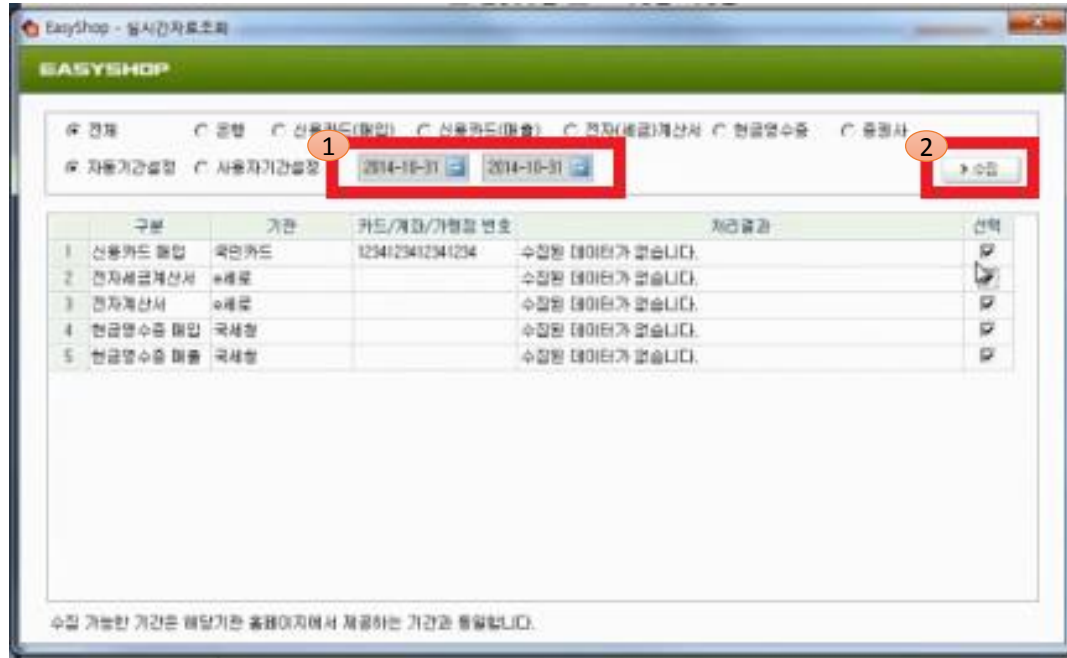 EasyShop - 실시간자료조회
EASYSHOP
전체 은행 신용카드(매입) 신용카드(매출) 전자(세금)계산서 현금영수증 증권사
1 2
자동기간설정 사용자기간설정 2014-10-31 2014-10-31 수집
구분 기관 카드/계좌/가맹점 번호 처리결과 선택
1 신용카드 매입 국민카드 1234123412341234 수집된 데이터가 없습니다.
2 전자세금계산서 e세로 수집된 데이터가 없습니다.
3 전자계산서 e세로 수집된 데이터가 없습니다.
4 현금영수증 매입 국세청 수집된 데이터가 없습니다.
5 현금영수증 매출 국세청 수집된 데이터가 없습니다.
수집 가능한 기간은 해당기관 홈페이지에서 제공하는 기간과 동일합니다.